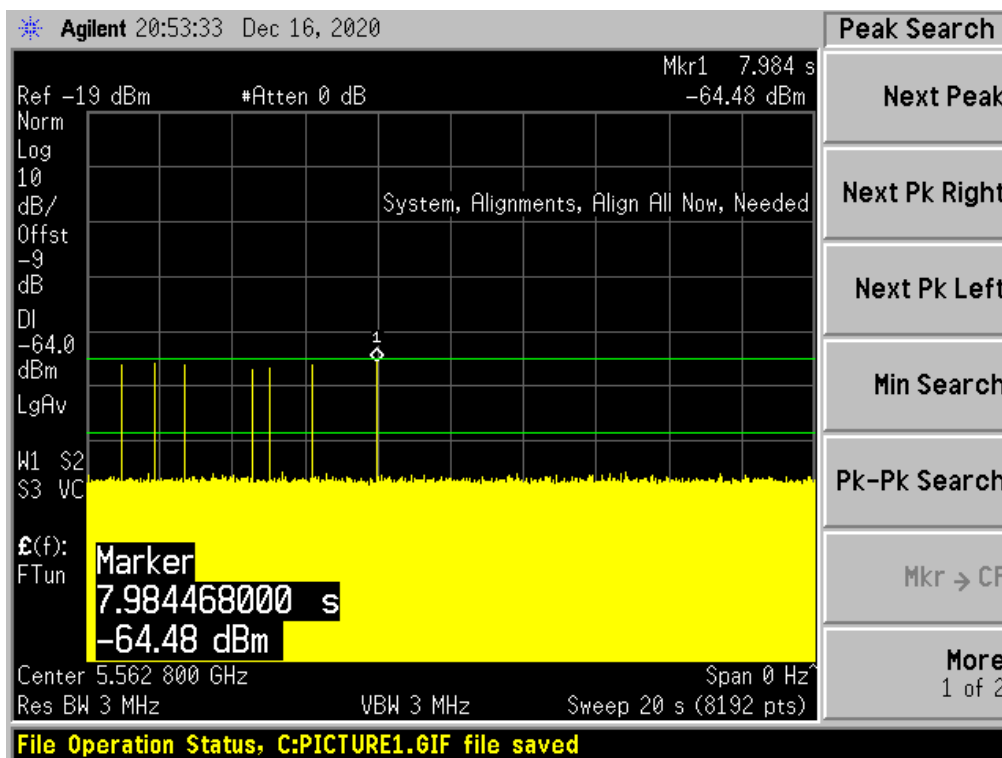 Agilent 20:53:33 Dec 16, 2020
Peak Search
Mkr1 7.984 s
Ref -19 dBm #Atten 0 dB -64.48 dBm
Norm
Log
10
dB/
Offst
-9
dB
DI
-64.0
dBm
LgAv
W1 S2
S3 VC
£(f):
FTun
System, Alignments, Align All Now, Needed
1
Marker
7.984468000 s
-64.48 dBm
Center 5.562 800 GHz Span 0 Hz^
Res BW 3 MHz VBW 3 MHz Sweep 20 s (8192 pts)
File Operation Status, C:PICTURE1.GIF file saved
Next Peak
Next Pk Right
Next Pk Left
Min Search
Pk-Pk Search
Mkr → CF
More
1 of 2